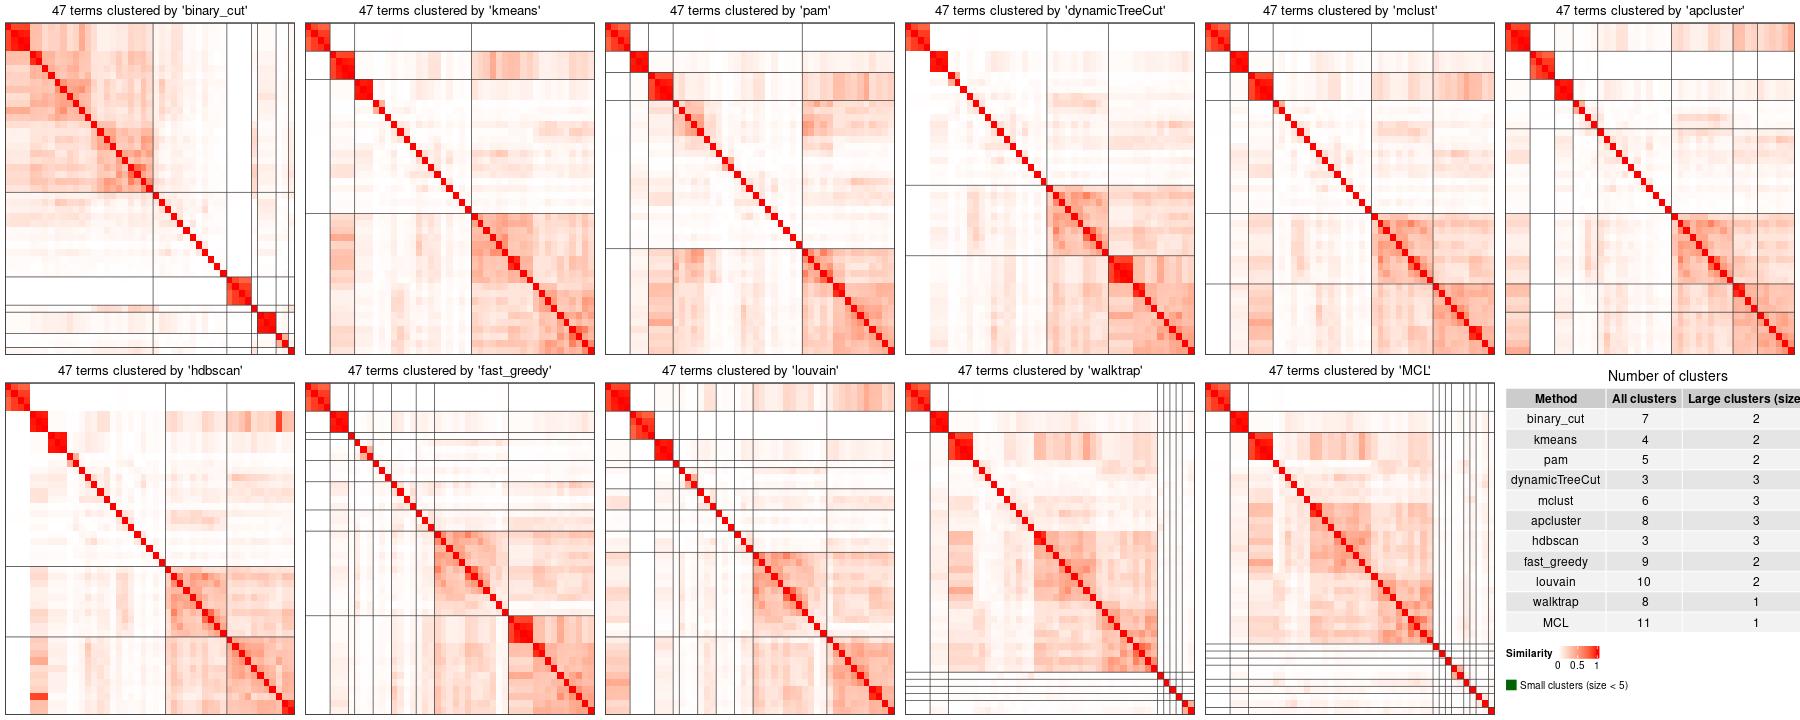 47 terms clustered by 'binary_cut'
47 terms clustered by 'kmeans'
47 terms clustered by 'pam'
47 terms clustered by 'dynamicTreeCut'
47 terms clustered by 'mclust'
47 terms clustered by 'apcluster'
47 terms clustered by 'hdbscan'
47 terms clustered by 'fast_greedy'
47 terms clustered by 'louvain'
47 terms clustered by 'walktrap'
47 terms clustered by 'MCL'
Number of clusters
Method All clusters Large clusters (size
binary_cut 7 2
kmeans 4 2
pam 5 2
dynamicTreeCut 3 3
mclust 6 3
apcluster 8 3
hdbscan 3 3
fast_greedy 9 2
louvain 10 2
walktrap 8 1
MCL 11 1
Similarity
0 0.5 1
Small clusters (size < 5)